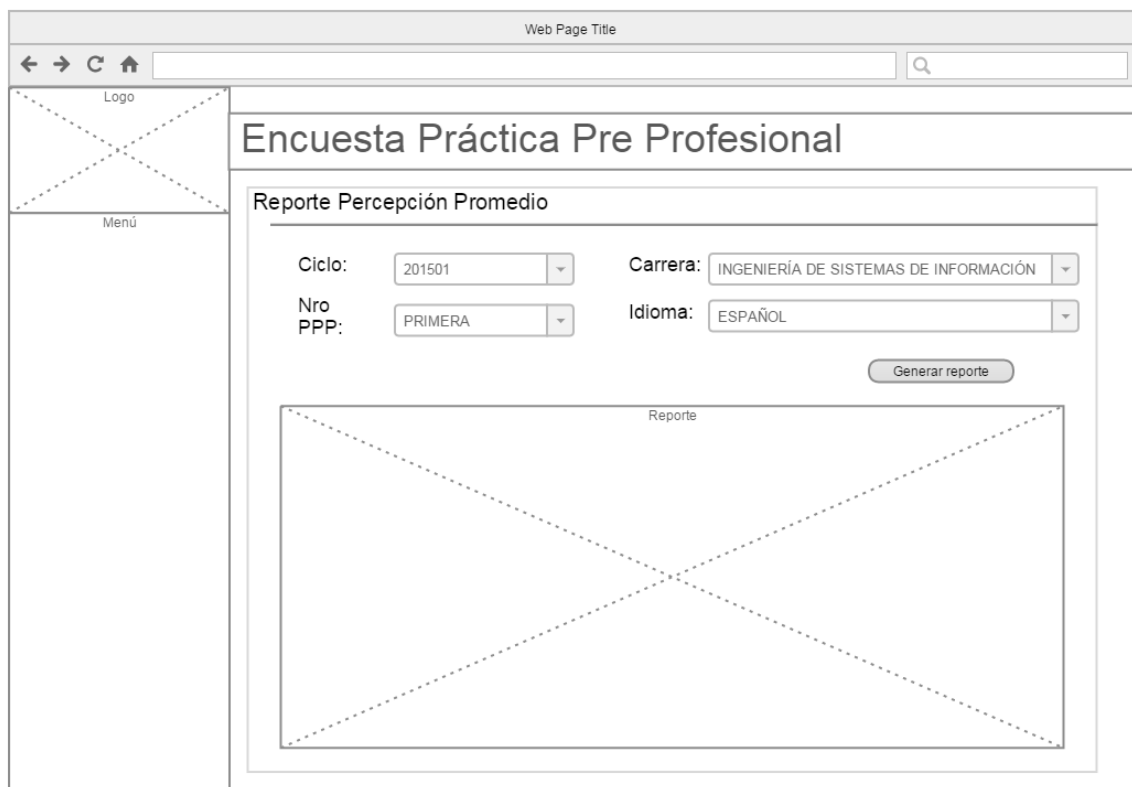 Web Page Title
Logo
Encuesta Práctica Pre Profesional
Menú
Reporte Percepción Promedio
Ciclo: 201501 Carrera: INGENIERÍA DE SISTEMAS DE INFORMACIÓN
Nro
PPP: PRIMERA Idioma: ESPAÑOL
Generar reporte
Reporte